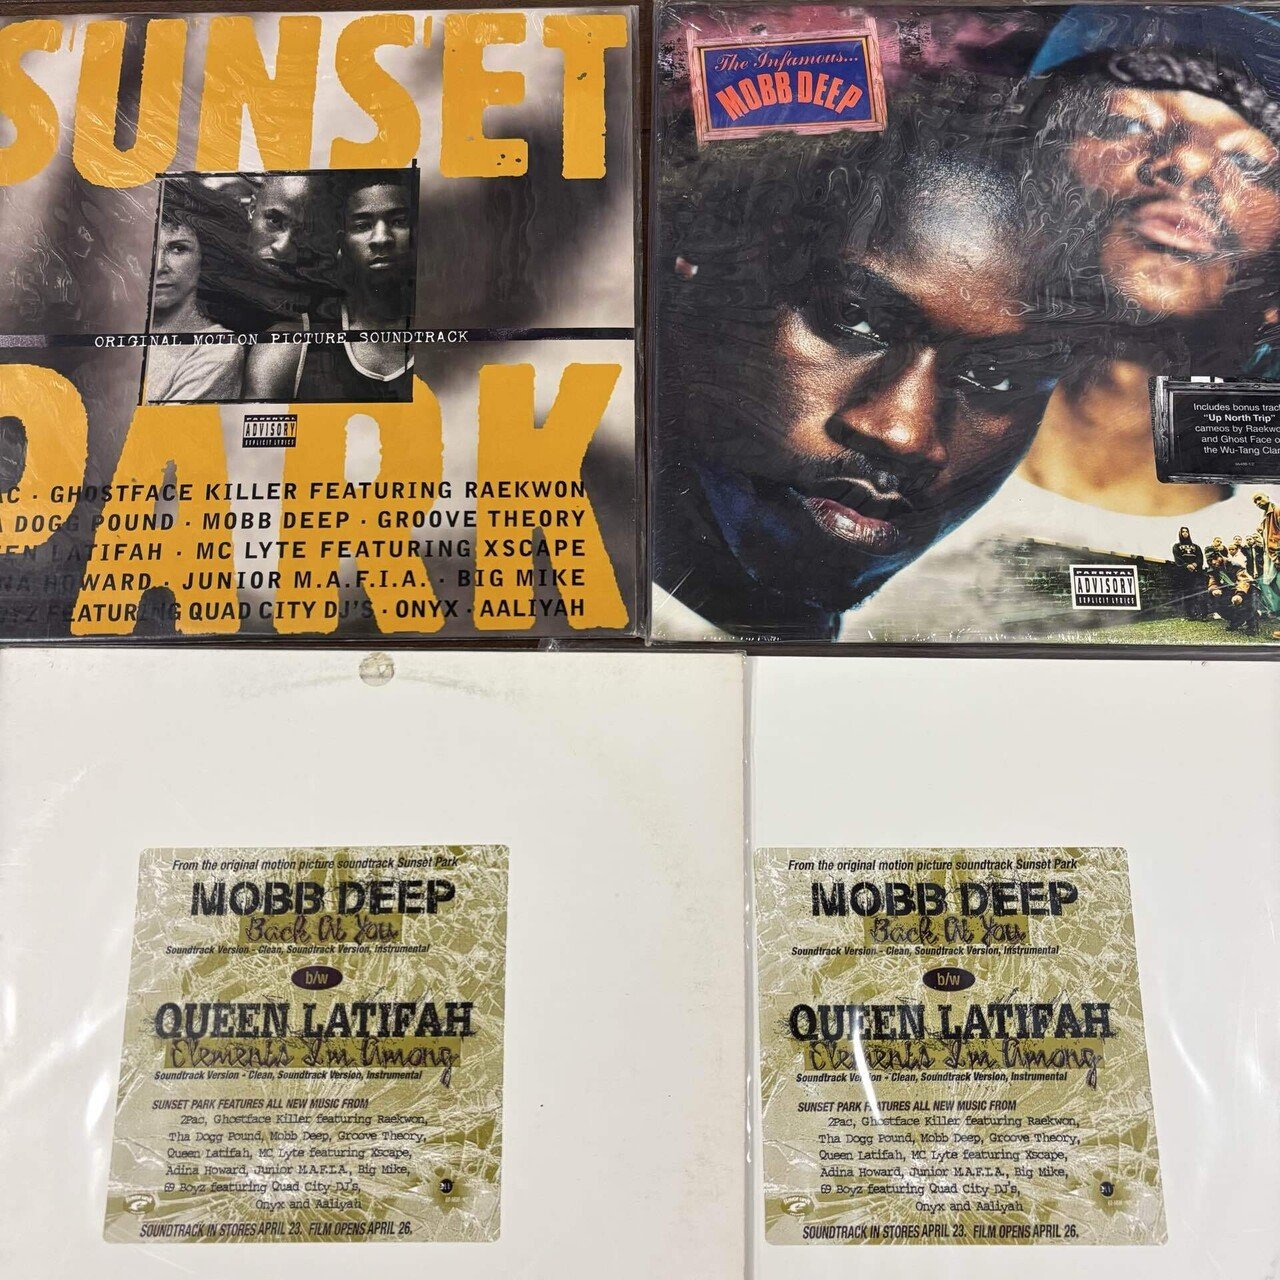 SUNSET
ORIGINAL MOTION PICTURE SOUNDTRACK
PARK
PARENTAL
ADVISORY
EXPLICIT LYRICS
AC · GHOSTFACE KILLER FEATURING RAEKWON
A DOGG POUND · MOBB DEEP · GROOVE THEORY
EEN LATIFAH · MC LYTE FEATURING XSCAPE
NA HOWARD · JUNIOR M.A.F.I.A. · BIG MIKE
FEATURING QUAD CITY DJ'S · ONYX · AALIYAH
The Infamous...
MOBB DEEP
Includes bonus trac
"Up North Trip"
cameos by Raekwo
and Ghost Face o
the Wu-Tang Clan
PARENTAL
ADVISORY
EXPLICIT LYRICS
From the original motion picture soundtrack Sunset Park
MOBB DEEP
Back At You
Soundtrack Version - Clean, Soundtrack Version, Instrumental
b/w
QUEEN LATIFAH
Elements I'm Among
Soundtrack Version - Clean, Soundtrack Version, Instrumental
SUNSET PARK FEATURES ALL NEW MUSIC FROM
2Pac, Ghostface Killer featuring Raekwon,
Tha Dogg Pound, Mobb Deep, Groove Theory,
Queen Latifah, MC Lyte featuring Xscape,
Adina Howard, Junior M.A.F.I.A., Big Mike,
69 Boyz featuring Quad City DJ's,
Onyx and Aaliyah
SOUNDTRACK IN STORES APRIL 23. FILM OPENS APRIL 26.
From the original motion picture soundtrack Sunset Park
MOBB DEEP
Back At You
Soundtrack Version - Clean, Soundtrack Version, Instrumental
b/w
QUEEN LATIFAH
Elements I'm Among
Soundtrack Version - Clean, Soundtrack Version, Instrumental
SUNSET PARK FEATURES ALL NEW MUSIC FROM
2Pac, Ghostface Killer featuring Raekwon,
Tha Dogg Pound, Mobb Deep, Groove Theory,
Queen Latifah, MC Lyte featuring Xscape,
Adina Howard, Junior M.A.F.I.A., Big Mike,
69 Boyz featuring Quad City DJ's,
Onyx and Aaliyah
SOUNDTRACK IN STORES APRIL 23. FILM OPENS APRIL 26.